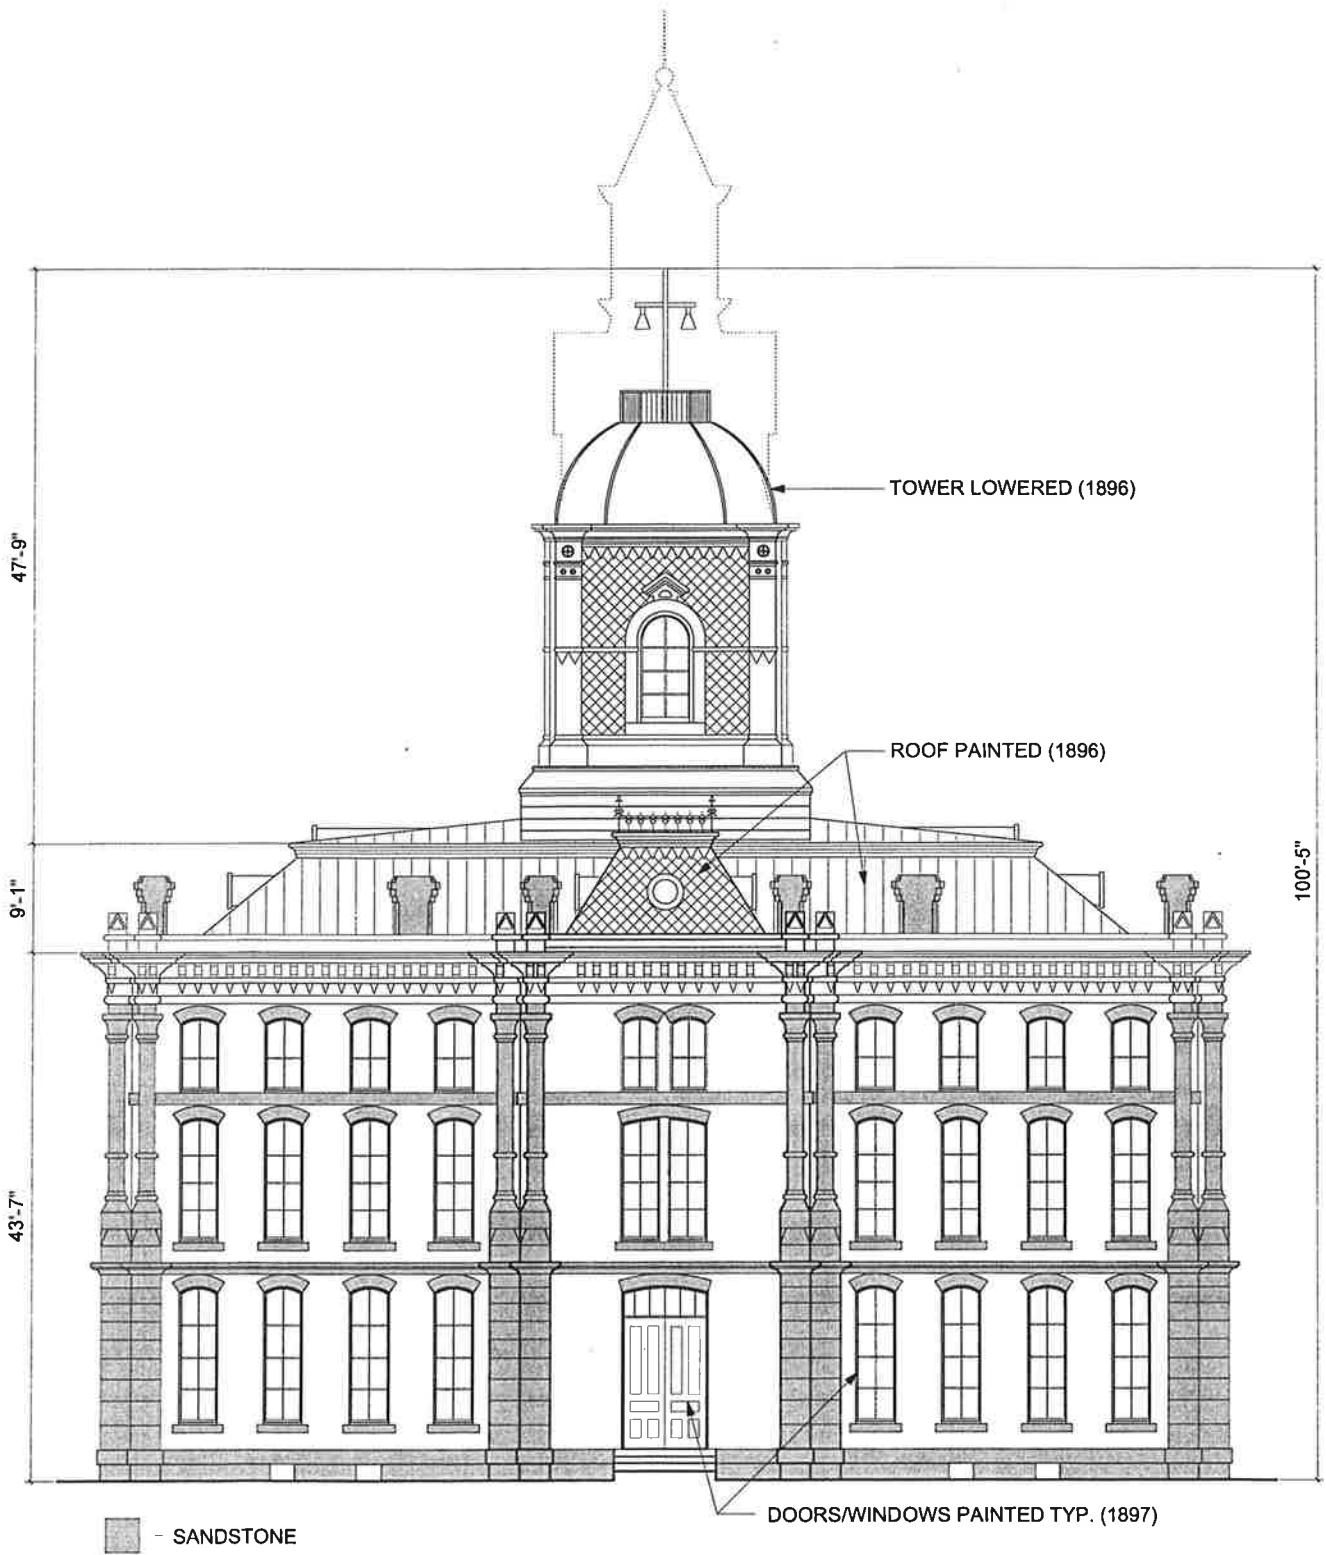 TOWER LOWERED (1896)
47'-9"
ROOF PAINTED (1896)
9'-1"
100'-5"
43'-7"
DOORS/WINDOWS PAINTED TYP. (1897)
- SANDSTONE